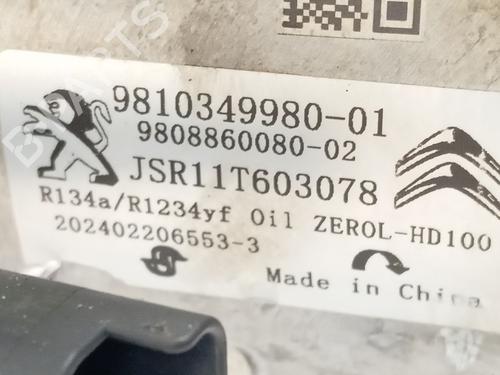 9810349980-01
9808860080-02
JSR11T603078
R134a/R1234yf Oil ZEROL-HD100
202402206553-3
Made in China